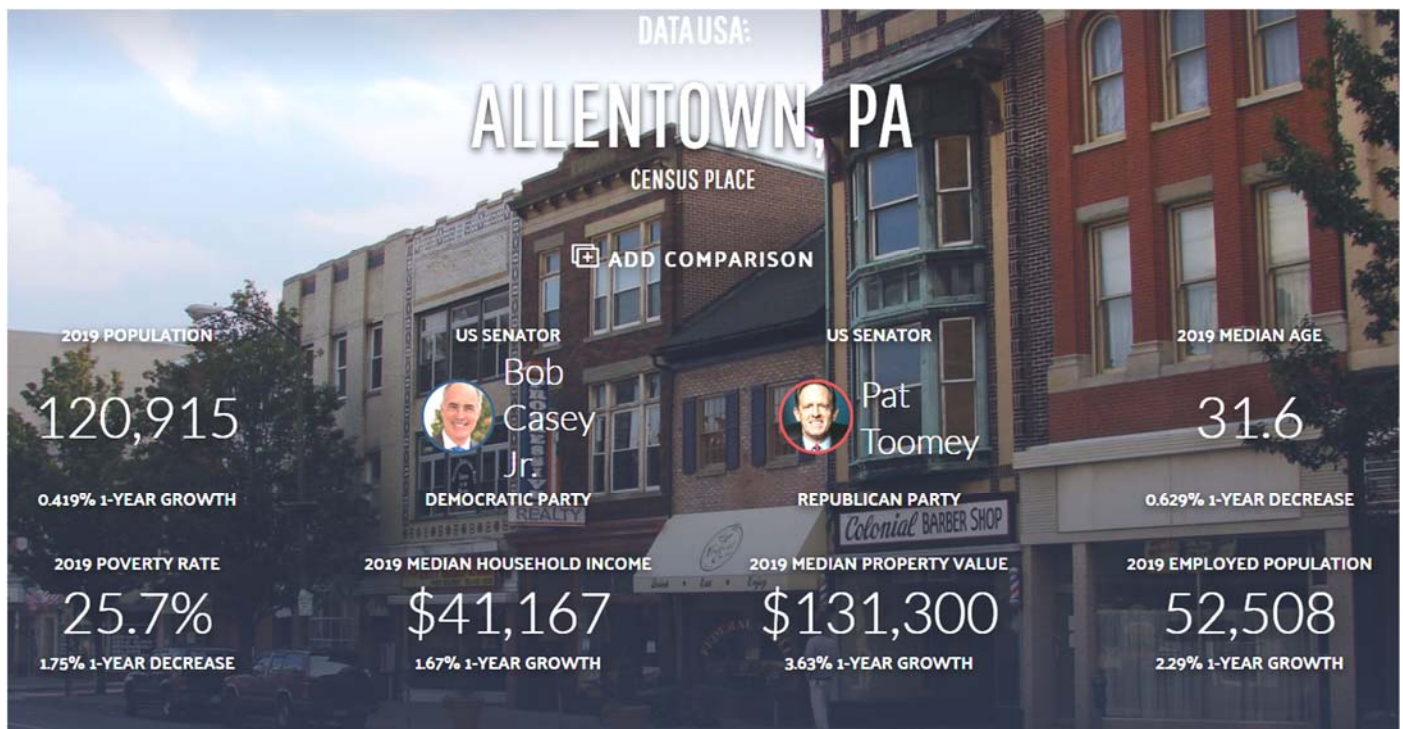 DATAUSA:
ALLENTOWN, PA
CENSUS PLACE
ADD COMPARISON
2019 POPULATION
120,915
0.419% 1-YEAR GROWTH
US SENATOR
Bob
Casey
Jr.
DEMOCRATIC PARTY
US SENATOR
Pat
Toomey
REPUBLICAN PARTY
2019 MEDIAN AGE
31.6
0.629% 1-YEAR DECREASE
REALTY
Colonial BARBER SHOP
2019 POVERTY RATE
25.7%
1.75% 1-YEAR DECREASE
2019 MEDIAN HOUSEHOLD INCOME
$41,167
1.67% 1-YEAR GROWTH
2019 MEDIAN PROPERTY VALUE
$131,300
3.63% 1-YEAR GROWTH
2019 EMPLOYED POPULATION
52,508
2.29% 1-YEAR GROWTH